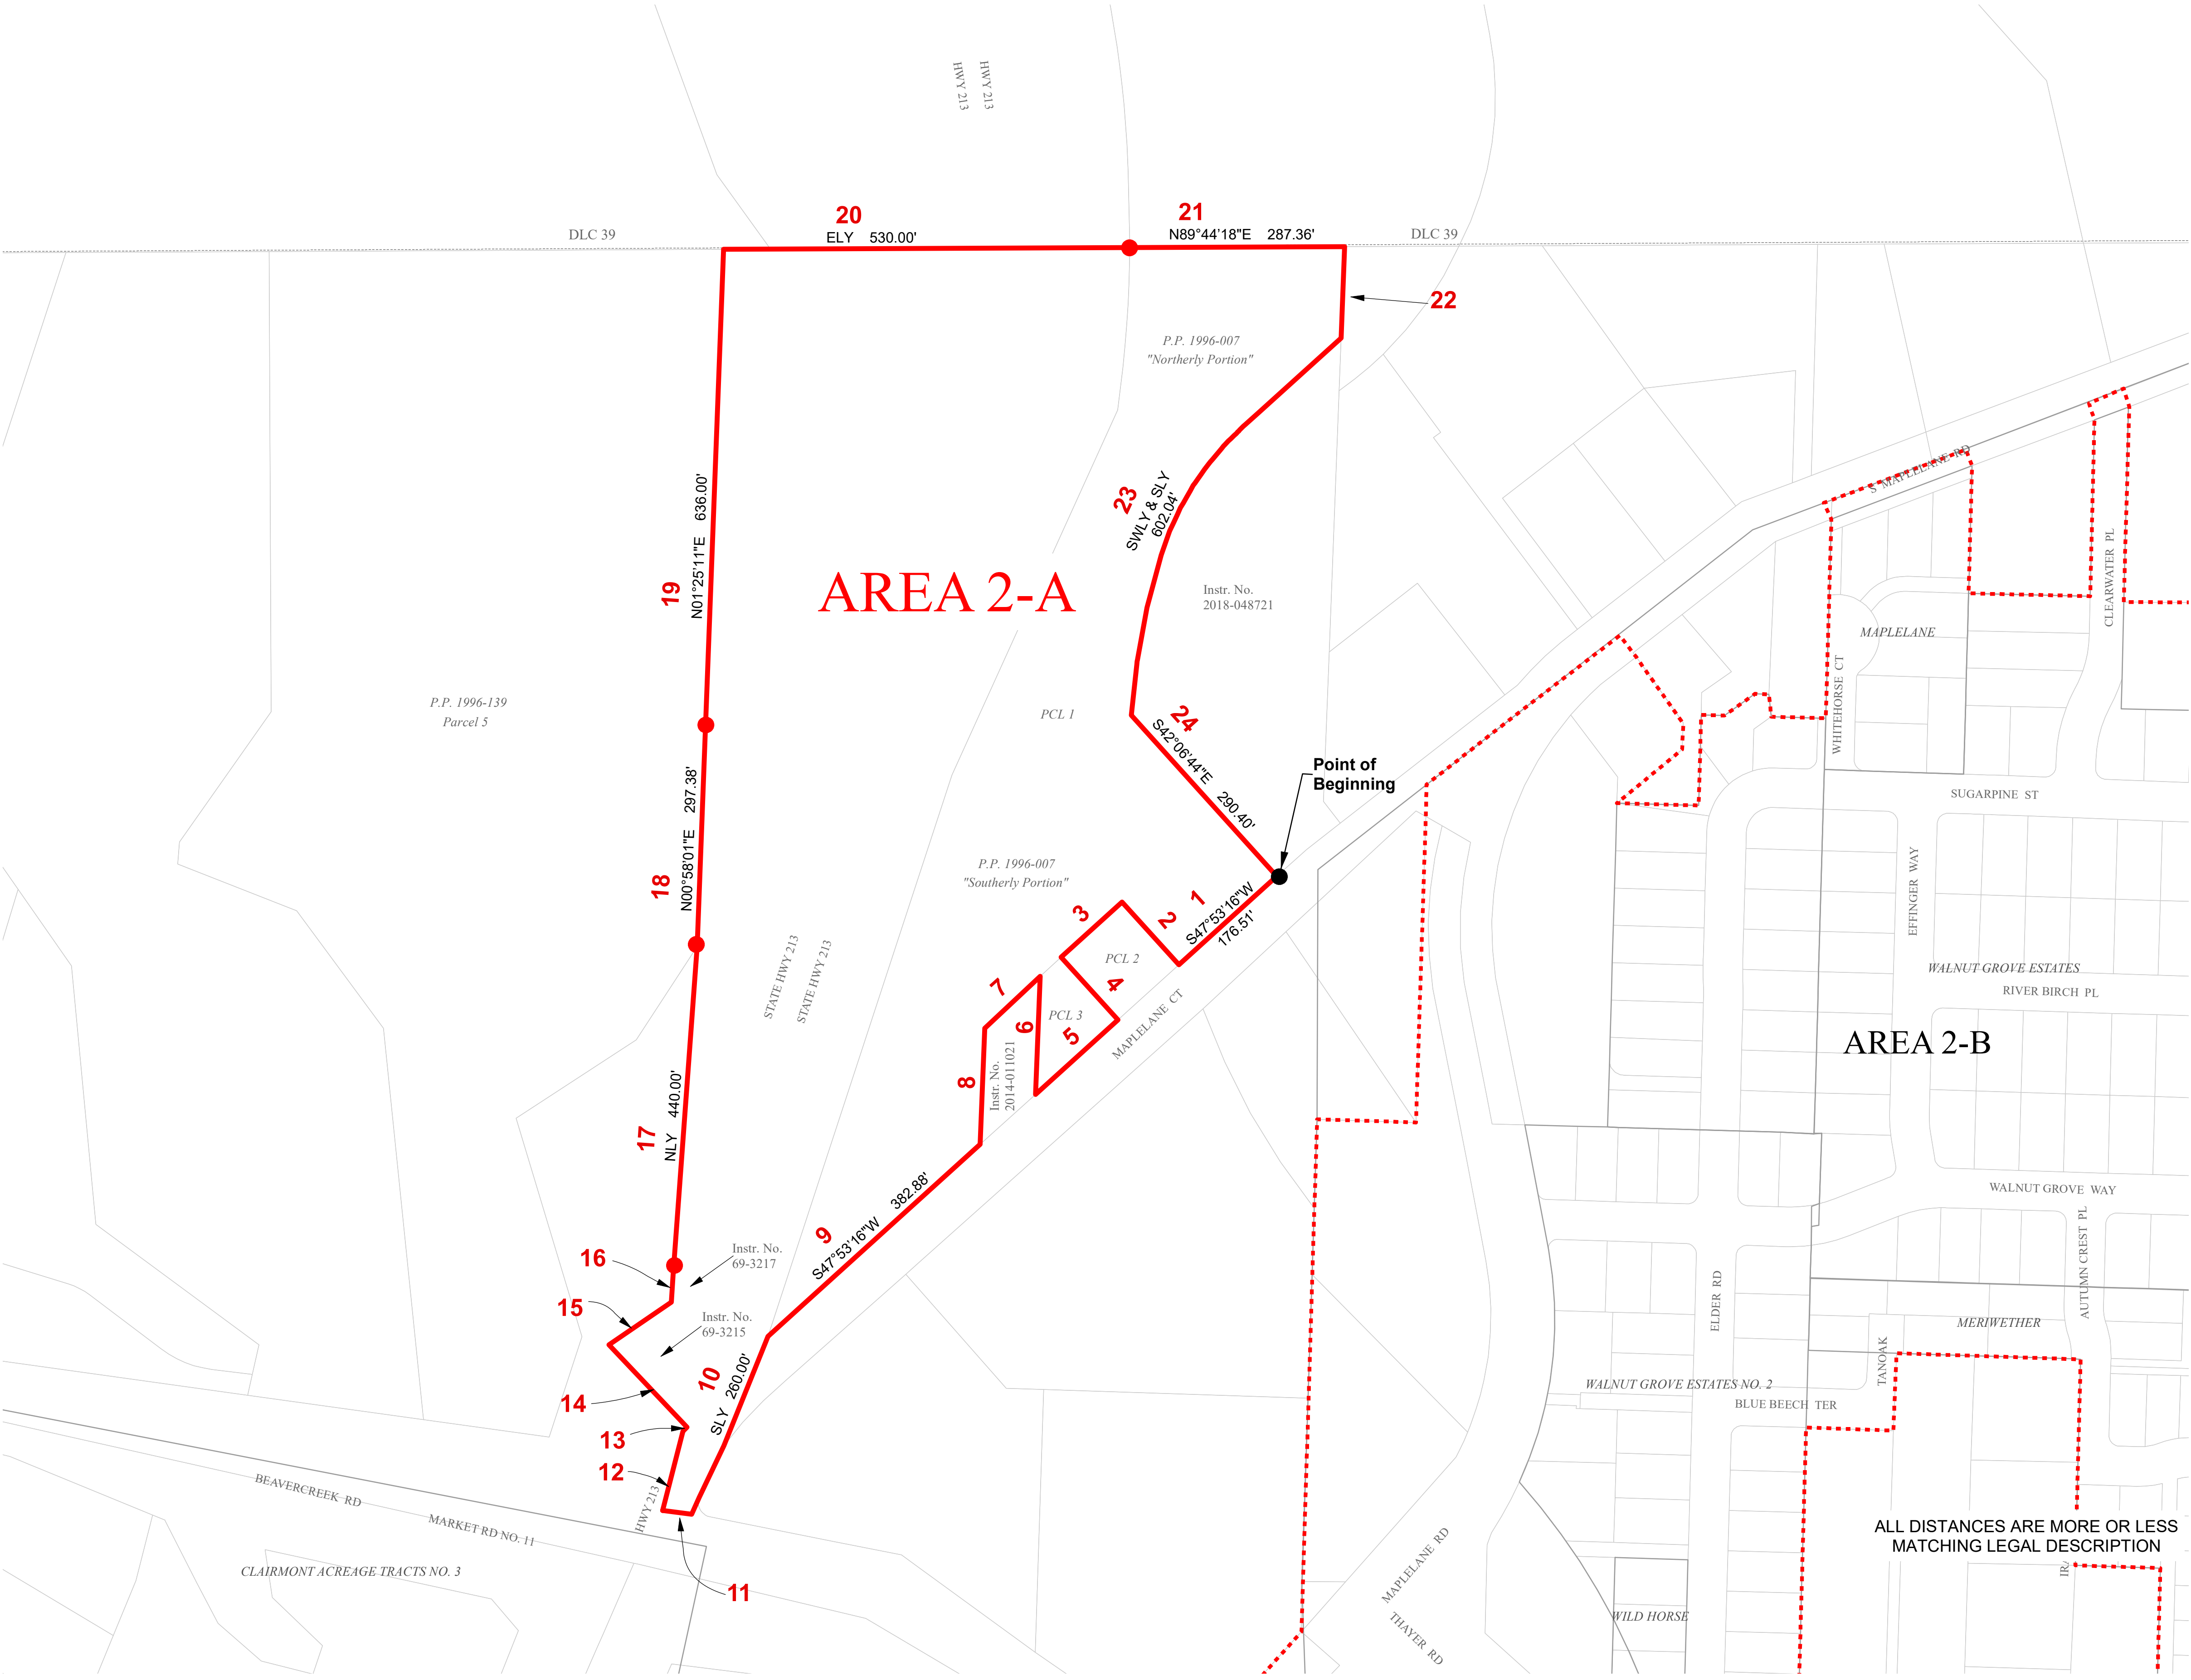 HWY 213
HWY 213
20
21
DLC 39
ELY 530.00'
N89°44'18"E 287.36'
DLC 39
22
P.P. 1996-007
"Northerly Portion"
23
SWLY & SLY
602.04'
S MAPLELANE RD
CLEARWATER PL
19
N01°25'11"E 636.00'
AREA 2-A
Instr. No.
2018-048721
MAPLELANE
WHITEHORSE CT
P.P. 1996-139
Parcel 5
PCL 1
24
S42°06'44"E 290.40'
Point of
Beginning
SUGARPINE ST
18
N00°58'01"E 297.38'
P.P. 1996-007
"Southerly Portion"
EFFINGER WAY
3
2
1
S47°53'16"W
176.51'
STATE HWY 213
STATE HWY 213
PCL 2
WALNUT GROVE ESTATES
RIVER BIRCH PL
7
4
PCL 3
6
5
MAPLELANE CT
AREA 2-B
8
Instr. No.
2014-011021
17
NLY 440.00'
WALNUT GROVE WAY
9
S47°53'16"W 382.88'
16
Instr. No.
69-3217
AUTUMN CREST PL
15
Instr. No.
69-3215
ELDER RD
MERIWETHER
TANOAK
10
SLY 260.00'
14
WALNUT GROVE ESTATES NO. 2
BLUE BEECH TER
13
12
HWY 213
BEAVERCREEK RD
MARKET RD NO. 11
ALL DISTANCES ARE MORE OR LESS
MATCHING LEGAL DESCRIPTION
CLAIRMONT ACREAGE TRACTS NO. 3
11
MAPLELANE RD
THAYER RD
WILD HORSE